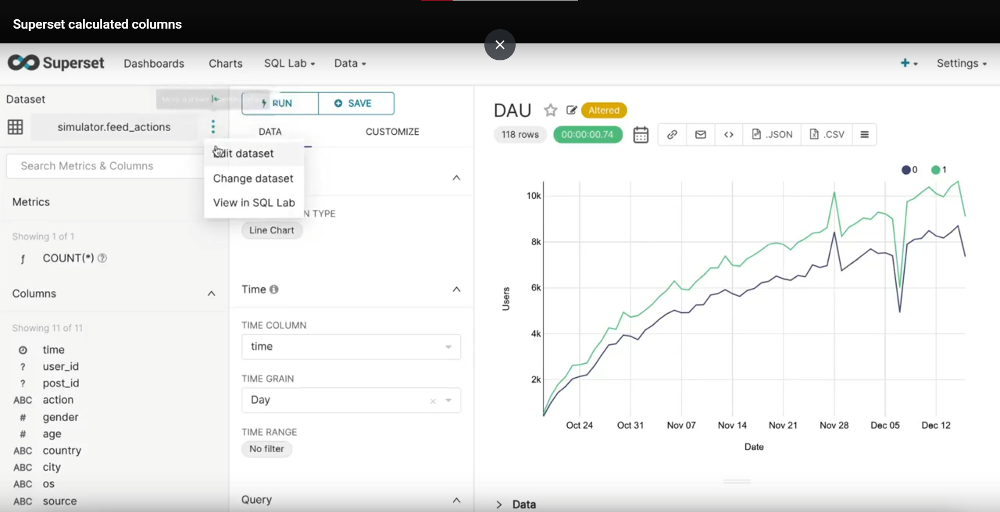 Superset calculated columns
Superset Dashboards Charts SQL Lab Data Settings
Dataset
simulator.feed_actions
Edit dataset
Change dataset
View in SQL Lab
Search Metrics & Columns
Metrics
Showing 1 of 1
f COUNT(*) ?
Columns
Showing 11 of 11
time
? user_id
? post_id
ABC action
# gender
# age
ABC country
ABC city
ABC os
ABC source
RUN SAVE
DATA CUSTOMIZE
N TYPE
Line Chart
Time
TIME COLUMN
time
TIME GRAIN
Day
TIME RANGE
No filter
Query
DAU Altered
118 rows 00:00:00.74 .JSON .CSV
0 1
10k
8k
6k
4k
2k
Users
Oct 24 Oct 31 Nov 07 Nov 14 Nov 21 Nov 28 Dec 05 Dec 12
Date
Data